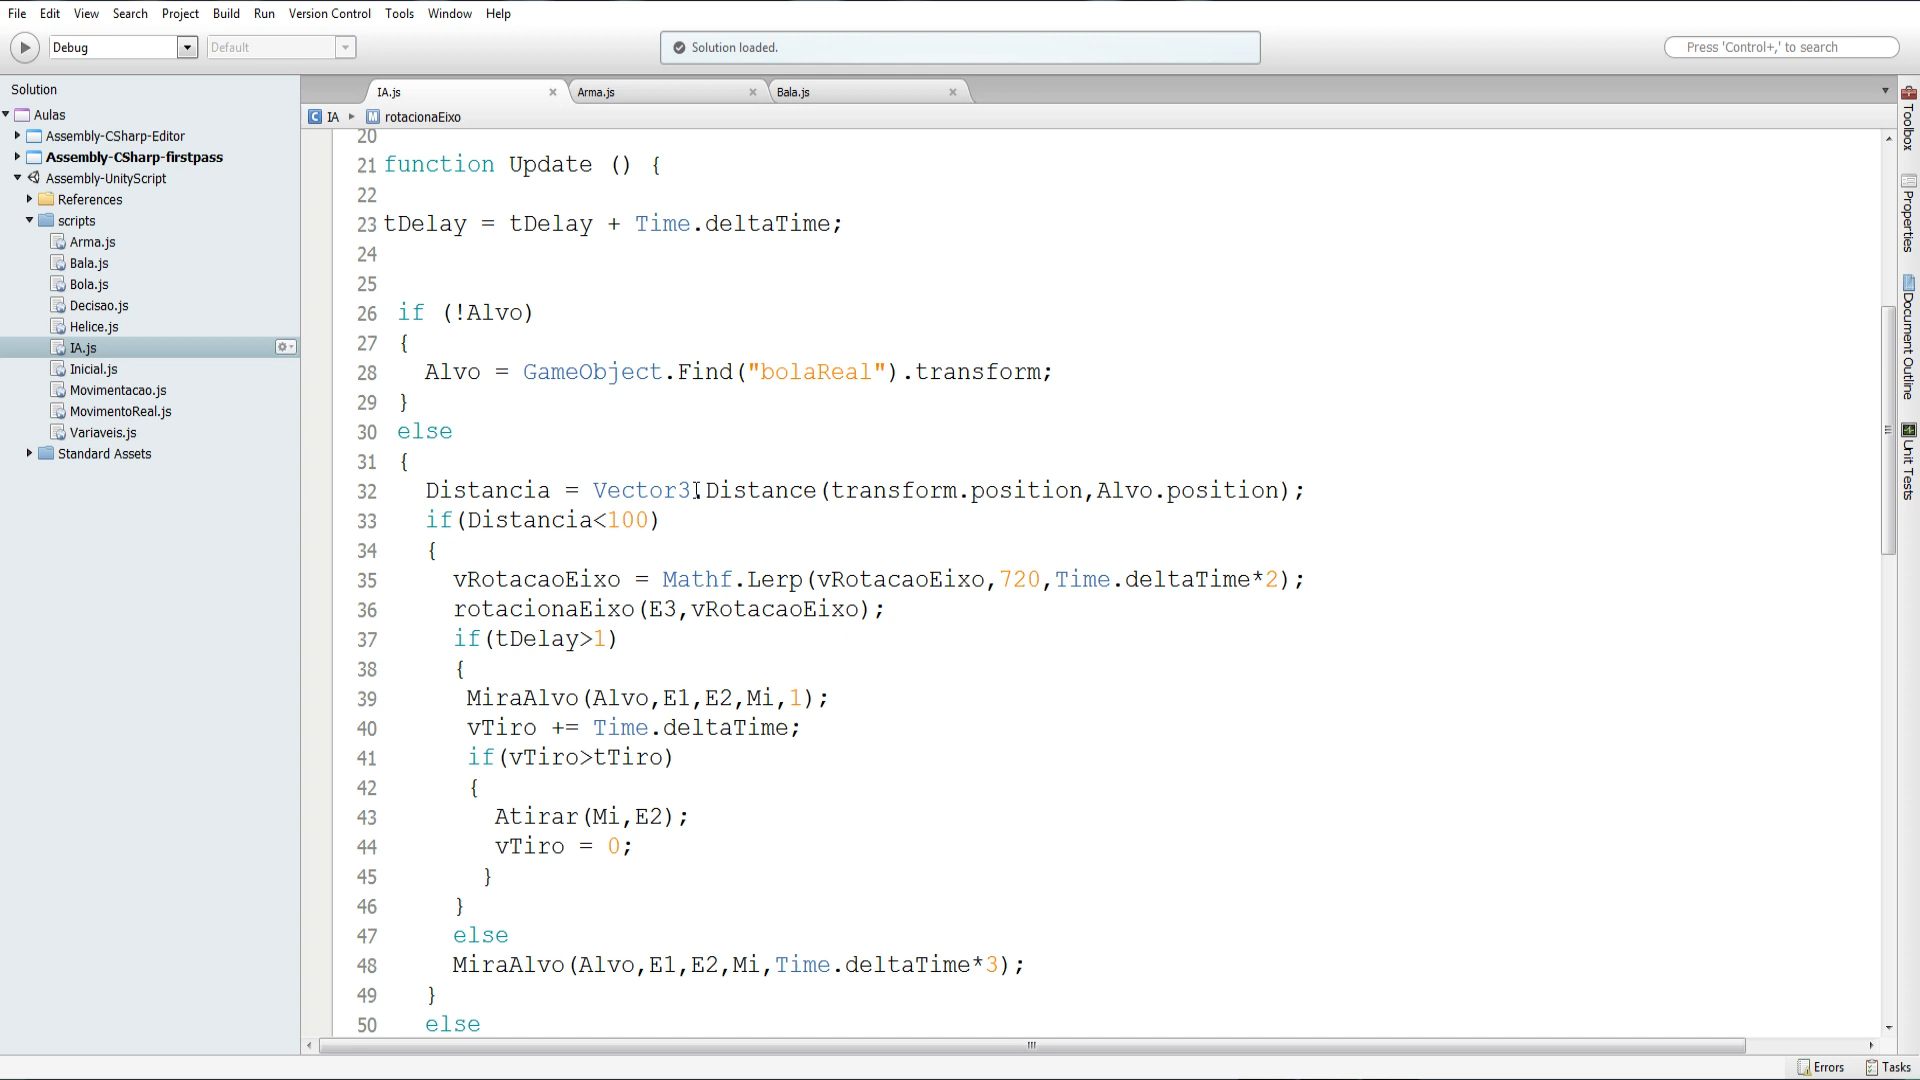 File Edit View Search Project Build Run Version Control Tools Window Help
Debug Default Solution loaded. Press 'Control+,' to search
Solution
Aulas
Assembly-CSharp-Editor
Assembly-CSharp-firstpass
Assembly-UnityScript
References
scripts
Arma.js
Bala.js
Bola.js
Decisao.js
Helice.js
IA.js
Inicial.js
Movimentacao.js
MovimentoReal.js
Variaveis.js
Standard Assets
IA.js Arma.js Bala.js
IA rotacionaEixo
20
21 function Update () {
22
23 tDelay = tDelay + Time.deltaTime;
24
25
26 if (!Alvo)
27 {
28 Alvo = GameObject.Find("bolaReal").transform;
29 }
30 else
31 {
32 Distancia = Vector3.Distance(transform.position,Alvo.position);
33 if(Distancia<100)
34 {
35 vRotacaoEixo = Mathf.Lerp(vRotacaoEixo,720,Time.deltaTime*2);
36 rotacionaEixo(E3,vRotacaoEixo);
37 if(tDelay>1)
38 {
39 MiraAlvo(Alvo,E1,E2,Mi,1);
40 vTiro += Time.deltaTime;
41 if(vTiro>tTiro)
42 {
43 Atirar(Mi,E2);
44 vTiro = 0;
45 }
46 }
47 else
48 MiraAlvo(Alvo,E1,E2,Mi,Time.deltaTime*3);
49 }
50 else
Toolbox
Properties
Document Outline
Unit Tests
Errors Tasks